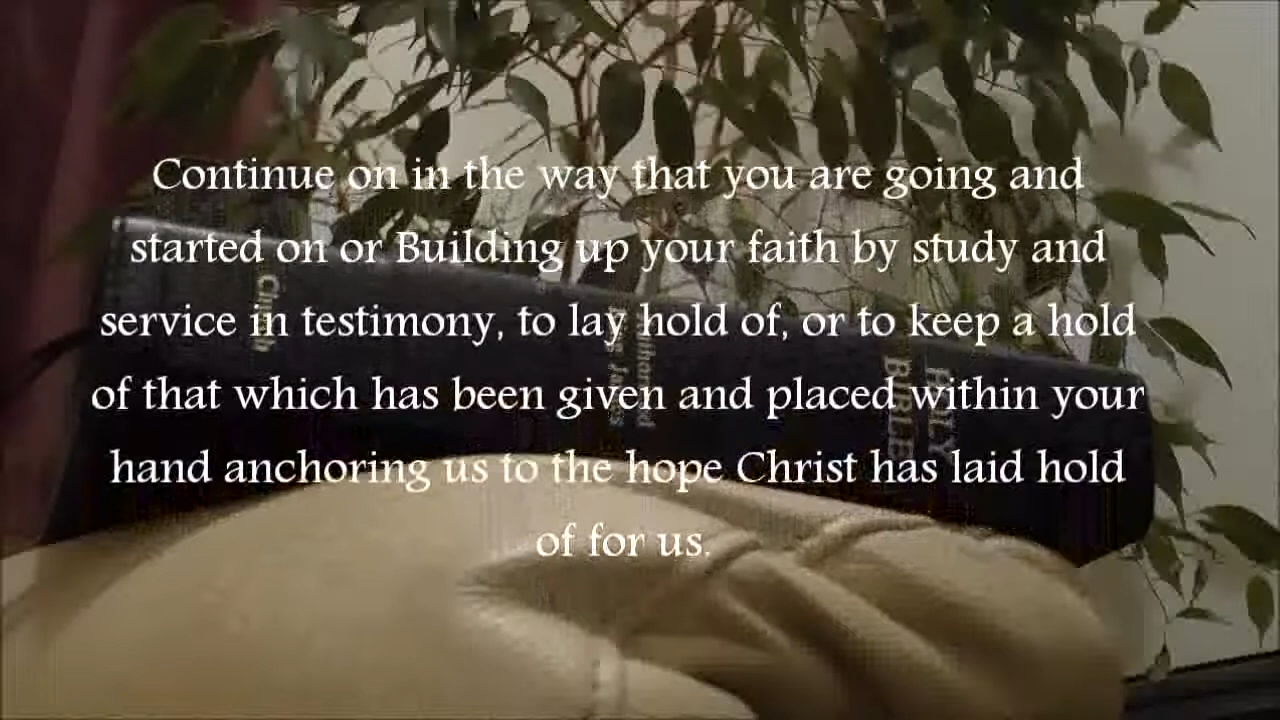 Continue on in the way that you are going and
started on or Building up your faith by study and
service in testimony, to lay hold of, or to keep a hold
of that which has been given and placed within your
hand anchoring us to the hope Christ has laid hold
of for us.
HOLY
BIBLE